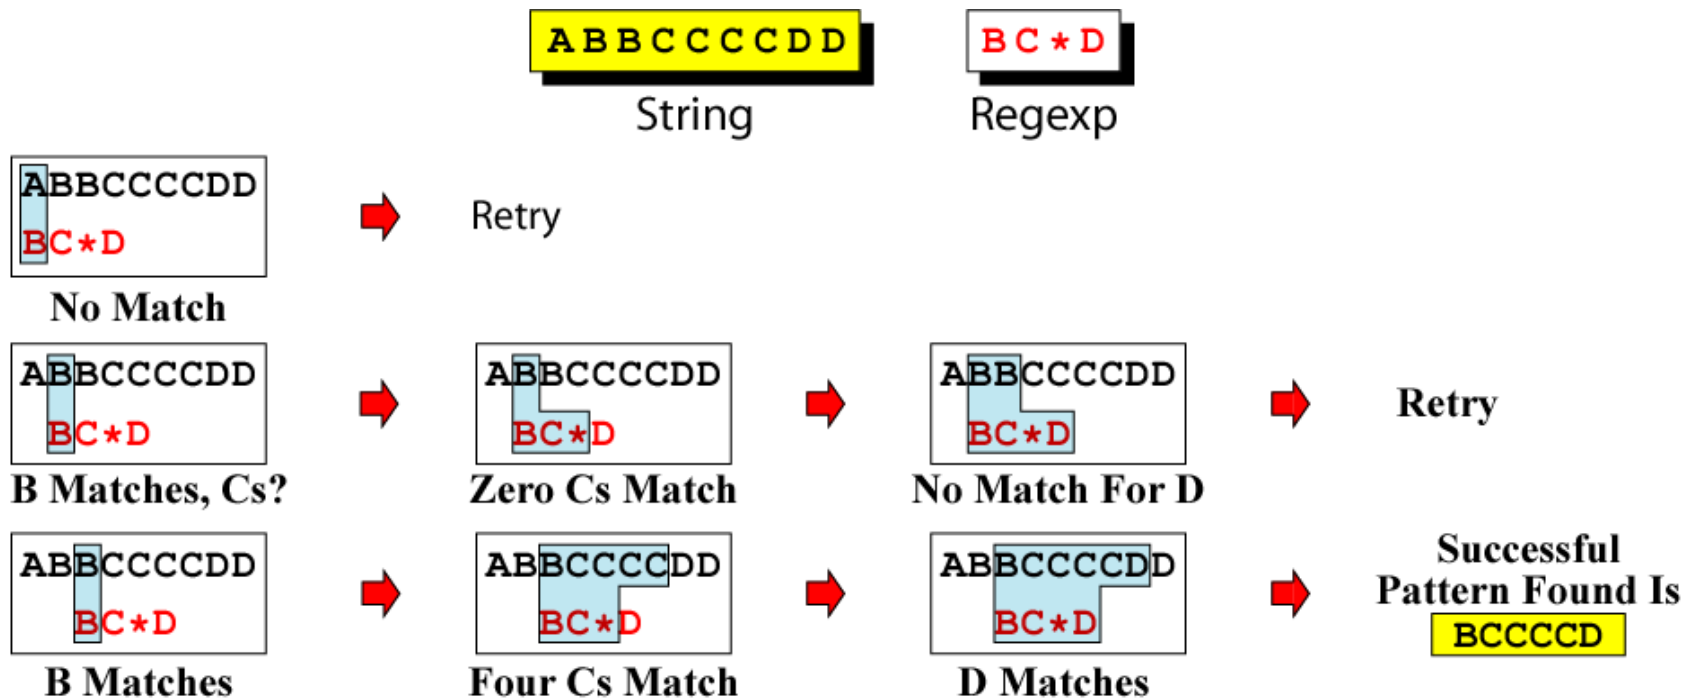 A B B C C C C D D
B C * D
String
Regexp
ABBCCCCDD
Retry
BC*D
No Match
ABBCCCCDD
ABBCCCCDD
ABBCCCCDD
Retry
BC*D
BC*D
BC*D
B Matches, Cs?
Zero Cs Match
No Match For D
ABBCCCCDD
ABBCCCCDD
ABBCCCCDD
Successful
Pattern Found Is
BC*D
BC*D
BC*D
BCCCCD
B Matches
Four Cs Match
D Matches